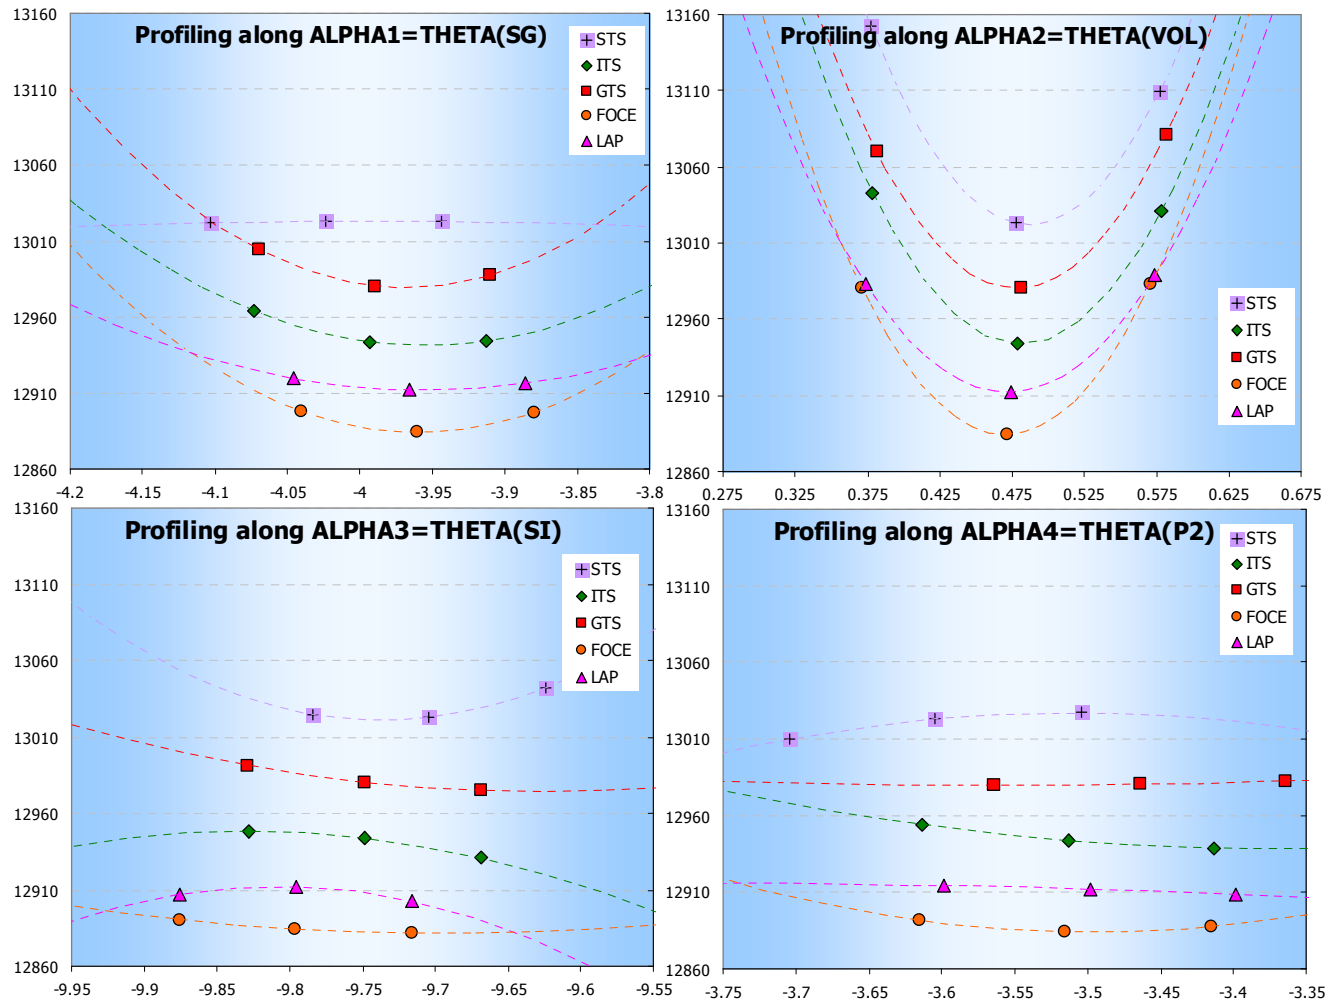 Profiling along ALPHA1=THETA(SG)
13160
13110
13060
13010
12960
12910
12860
-4.2 -4.15 -4.1 -4.05 -4 -3.95 -3.9 -3.85 -3.8
STS
ITS
GTS
FOCE
LAP
Profiling along ALPHA2=THETA(VOL)
13160
13110
13060
13010
12960
12910
12860
0.275 0.325 0.375 0.425 0.475 0.525 0.575 0.625 0.675
STS
ITS
GTS
FOCE
LAP
Profiling along ALPHA3=THETA(SI)
13160
13110
13060
13010
12960
12910
12860
-9.95 -9.9 -9.85 -9.8 -9.75 -9.7 -9.65 -9.6 -9.55
STS
ITS
GTS
FOCE
LAP
Profiling along ALPHA4=THETA(P2)
13160
13110
13060
13010
12960
12910
12860
-3.75 -3.7 -3.65 -3.6 -3.55 -3.5 -3.45 -3.4 -3.35
STS
ITS
GTS
FOCE
LAP